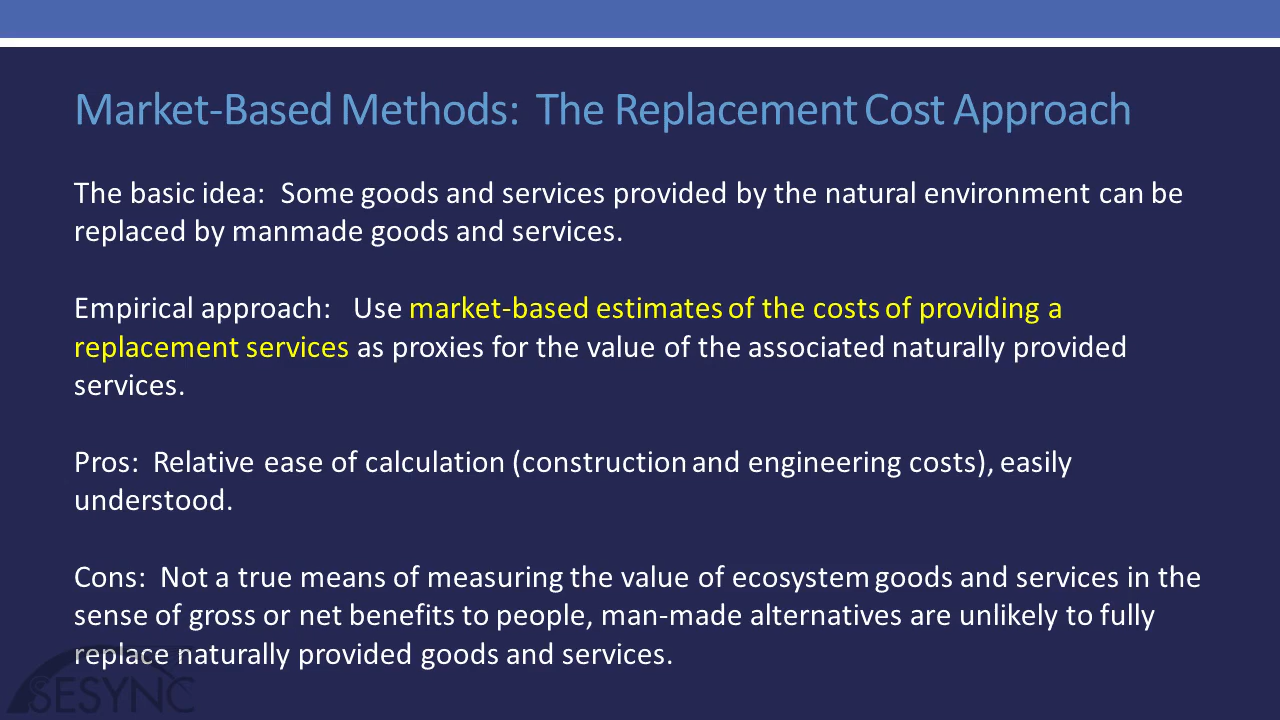 Market-Based Methods:  The Replacement Cost Approach
The basic idea:  Some goods and services provided by the natural environment can be
replaced by manmade goods and services.
Empirical approach:   Use market-based estimates of the costs of providing a
replacement services as proxies for the value of the associated naturally provided
services.
Pros:  Relative ease of calculation (construction and engineering costs), easily
understood.
Cons:  Not a true means of measuring the value of ecosystem goods and services in the
sense of gross or net benefits to people, man-made alternatives are unlikely to fully
replace naturally provided goods and services.
SESYNC